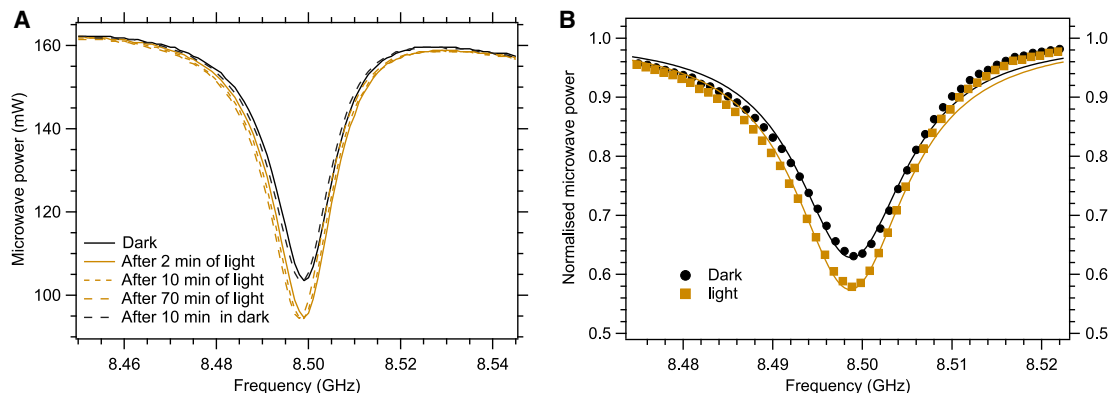 A
160
140
120
100
Microwave power (mW)
Dark
After 2 min of light
After 10 min of light
After 70 min of light
After 10 min  in dark
8.46
8.48
8.50
8.52
8.54
Frequency (GHz)
B
1.0
0.9
0.8
0.7
0.6
0.5
Normalised microwave power
Dark
light
1.0
0.9
0.8
0.7
0.6
0.5
8.48
8.49
8.50
8.51
8.52
Frequency (GHz)